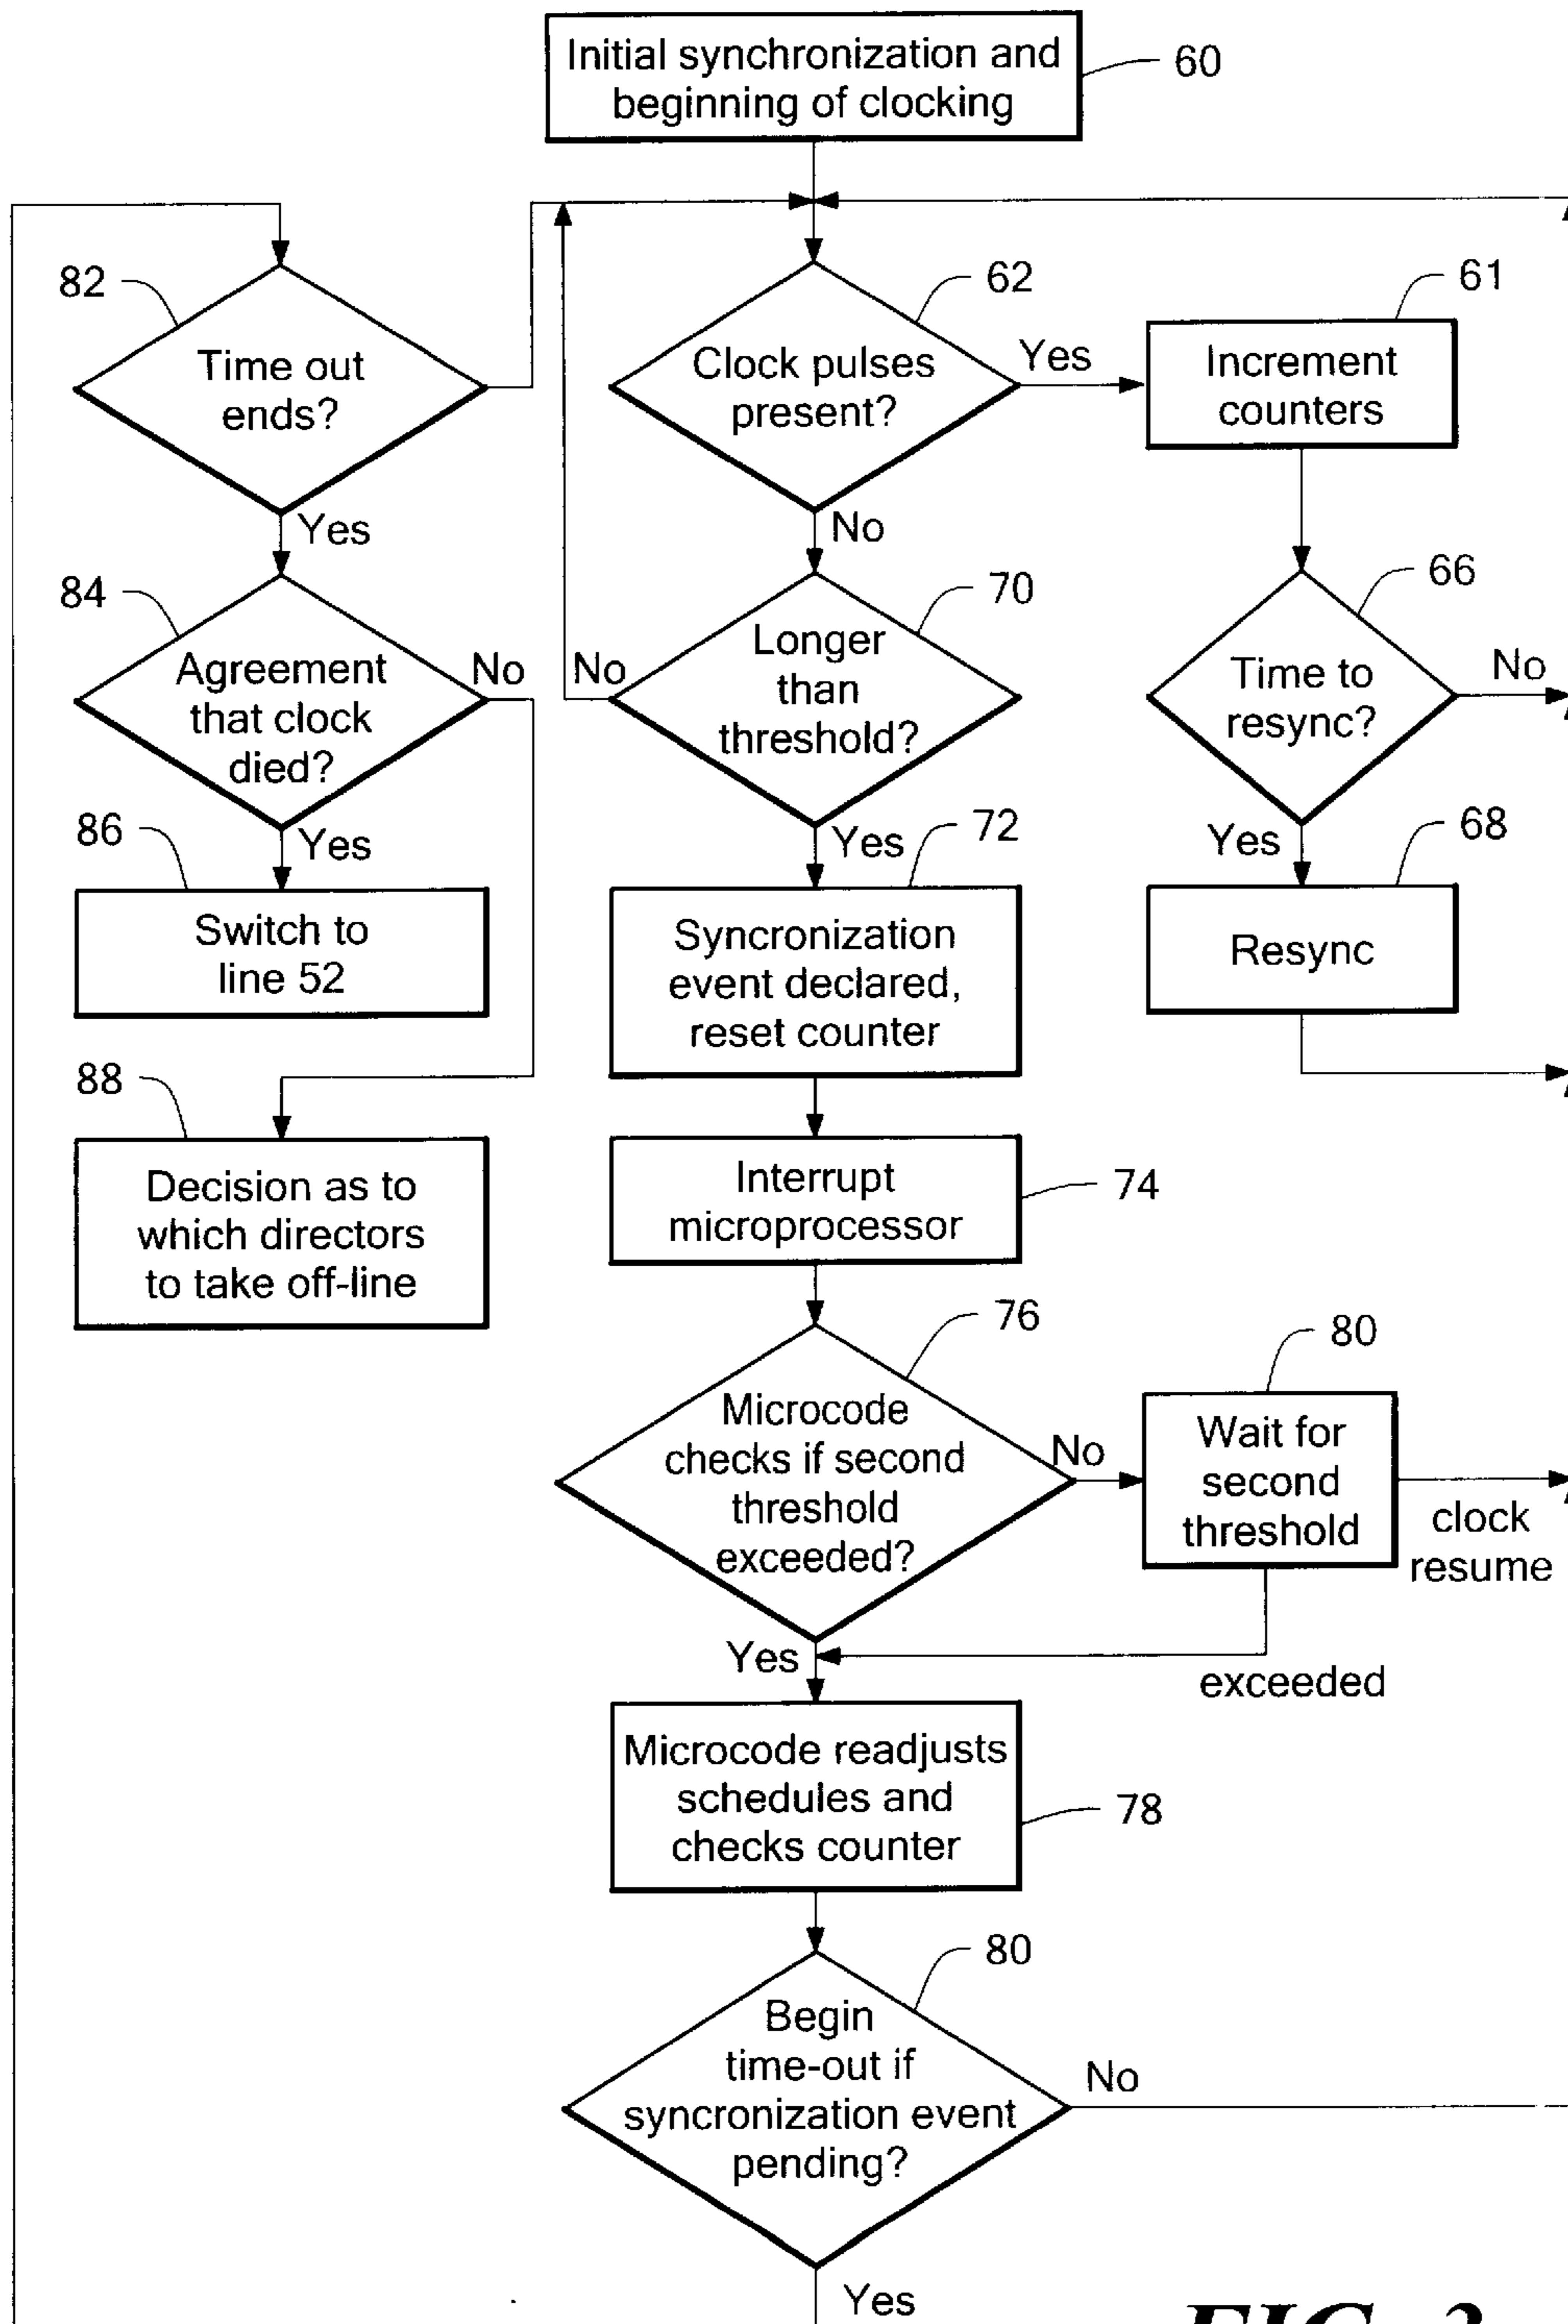 Initial synchronization and
beginning of clocking
60
82
Time out
ends?
Yes
62
Clock pulses
present?
Yes
No
61
Increment
counters
84
Agreement
that clock
died?
No
Yes
70
Longer
than
threshold?
No
Yes
66
Time to
resync?
No
Yes
86
Switch to
line 52
72
Syncronization
event declared,
reset counter
68
Resync
88
Decision as to
which directors
to take off-line
Interrupt
microprocessor
74
76
Microcode
checks if second
threshold
exceeded?
No
Yes
80
Wait for
second
threshold
clock
resume
exceeded
Microcode readjusts
schedules and
checks counter
78
80
Begin
time-out if
syncronization event
pending?
No
Yes